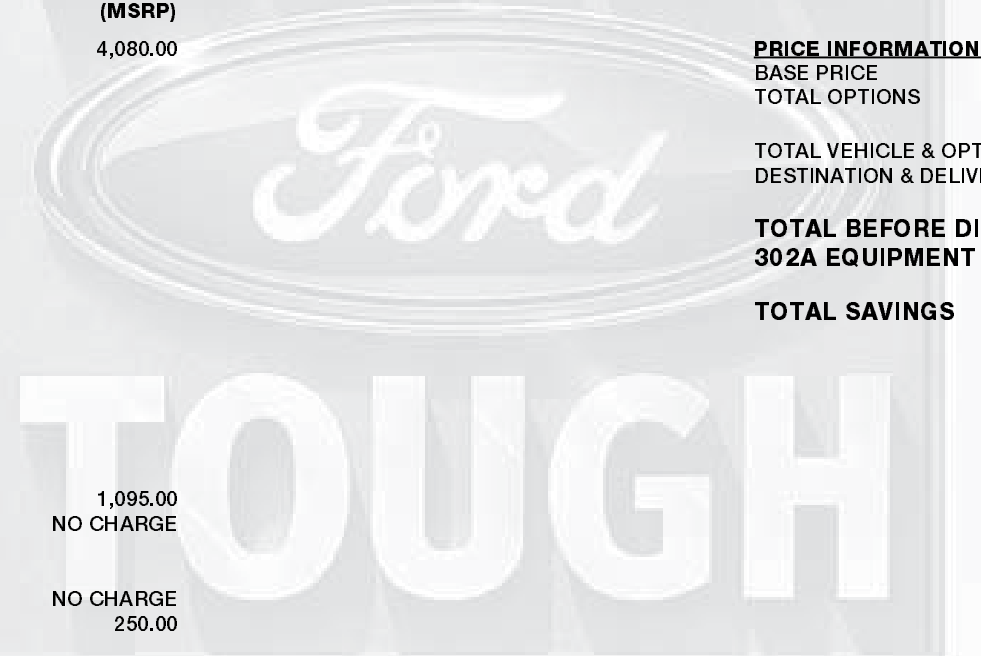 (MSRP)
4,080.00
PRICE INFORMATION
BASE PRICE
TOTAL OPTIONS
TOTAL VEHICLE & OPT
DESTINATION & DELIV
TOTAL BEFORE DI
302A EQUIPMENT
TOTAL SAVINGS
Ford
TOUGH
1,095.00
NO CHARGE
NO CHARGE
250.00